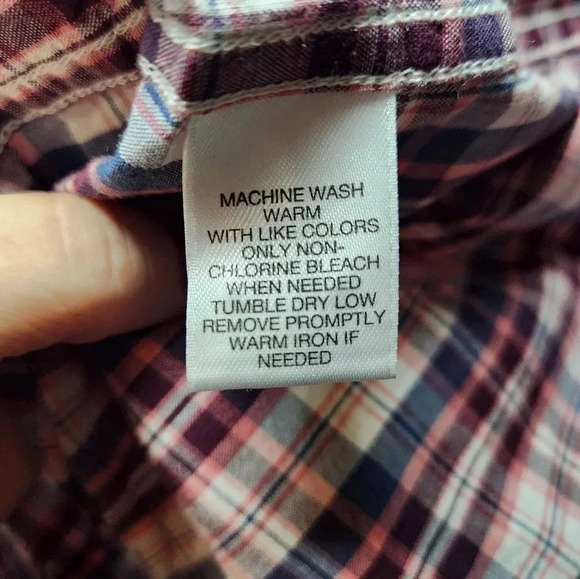 MACHINE WASH
WARM
WITH LIKE COLORS
ONLY NON-
CHLORINE BLEACH
WHEN NEEDED
TUMBLE DRY LOW
REMOVE PROMPTLY
WARM IRON IF
NEEDED